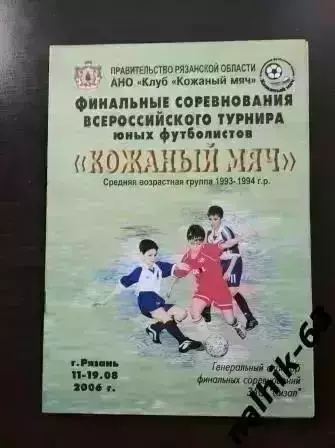 ПРАВИТЕЛЬСТВО РЯЗАНСКОЙ ОБЛАСТИ
АНО «Клуб «Кожаный мяч»
ФИНАЛЬНЫЕ СОРЕВНОВАНИЯ
ВСЕРОССИЙСКОГО ТУРНИРА
юных футболистов
«КОЖАНЫЙ МЯЧ»
Средняя возрастная группа 1993-1994 г.р.
г. Рязань
11-19.08
2006 г.
Генеральный
финальных соревнований
malnik-68